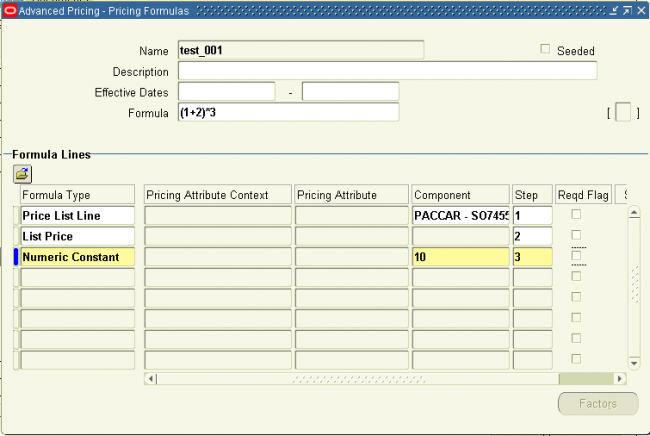 Advanced Pricing - Pricing Formulas
Name test_001 Seeded
Description
Effective Dates -
Formula (1+2)*3 [ ]
Formula Lines
Formula Type Pricing Attribute Context Pricing Attribute Component Step Reqd Flag
Price List Line PACCAR - SO7455 1
List Price 2
Numeric Constant 10 3
Factors